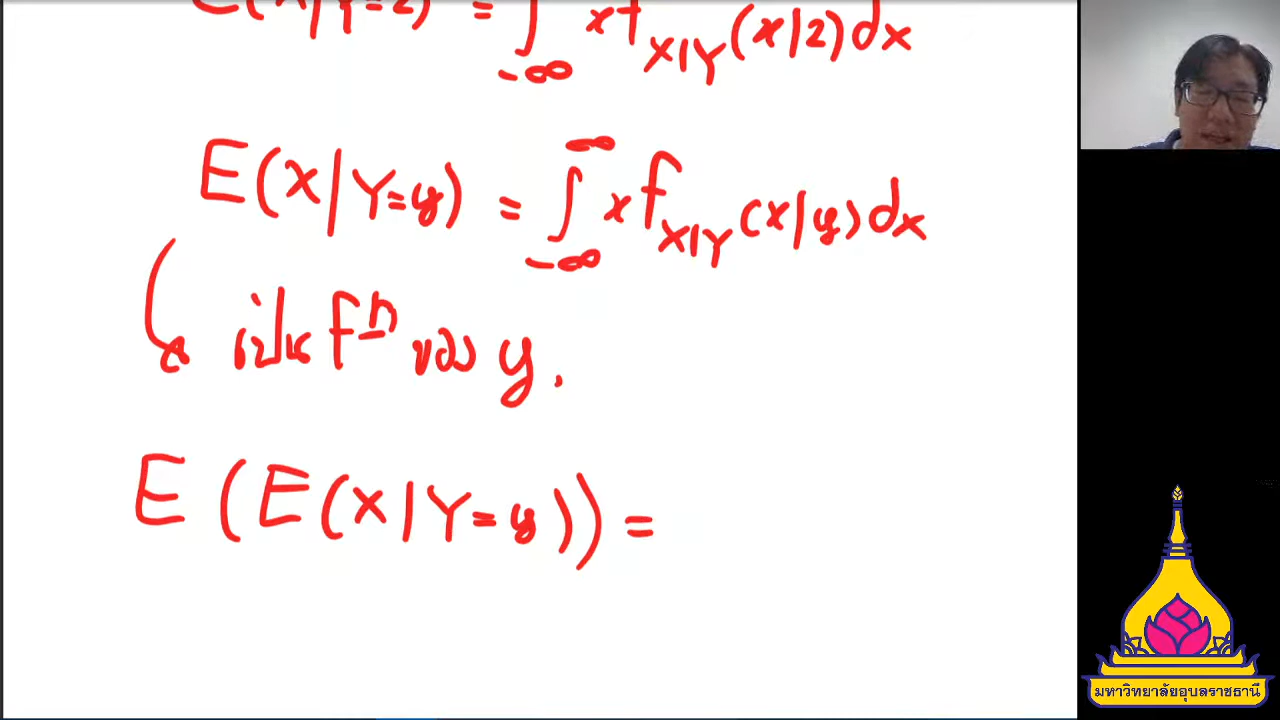 E(X|Y=2) = ∫_{-∞} x f_{X|Y}(x|2) dx
E(X|Y=y) = ∫_{-∞}^{∞} x f_{X|Y}(x|y) dx
เป็น fⁿ ของ y.
E(E(X|Y=y)) =
มหาวิทยาลัยอุบลราชธานี